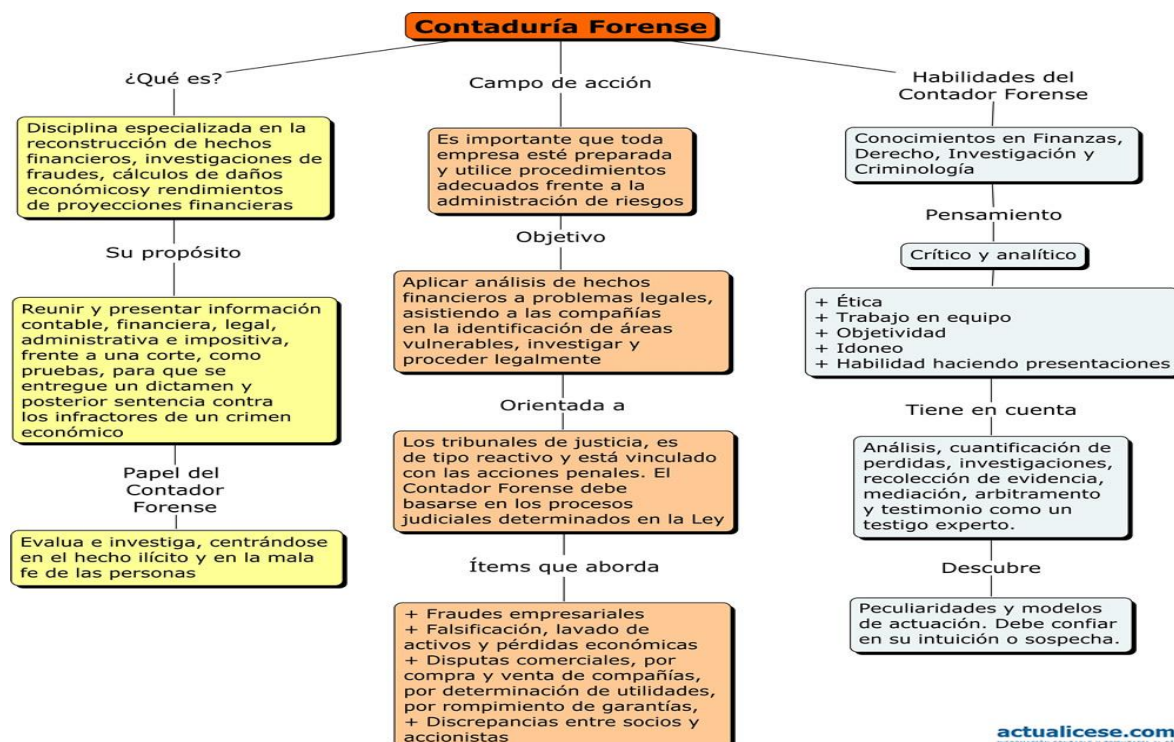 Contaduría Forense
¿Qué es?
Disciplina especializada en la
reconstrucción de hechos
financieros, investigaciones de
fraudes, cálculos de daños
económicosy rendimientos
de proyecciones financieras
Su propósito
Reunir y presentar información
contable, financiera, legal,
administrativa e impositiva,
frente a una corte, como
pruebas, para que se
entregue un dictamen y
posterior sentencia contra
los infractores de un crimen
económico
Papel del
Contador
Forense
Evalua e investiga, centrándose
en el hecho ilícito y en la mala
fe de las personas
Campo de acción
Es importante que toda
empresa esté preparada
y utilice procedimientos
adecuados frente a la
administración de riesgos
Objetivo
Aplicar análisis de hechos
financieros a problemas legales,
asistiendo a las compañías
en la identificación de áreas
vulnerables, investigar y
proceder legalmente
Orientada a
Los tribunales de justicia, es
de tipo reactivo y está vinculado
con las acciones penales. El
Contador Forense debe
basarse en los procesos
judiciales determinados en la Ley
Ítems que aborda
+ Fraudes empresariales
+ Falsificación, lavado de
activos y pérdidas económicas
+ Disputas comerciales, por
compra y venta de compañías,
por determinación de utilidades,
por rompimiento de garantías,
+ Discrepancias entre socios y
accionistas
Habilidades del
Contador Forense
Conocimientos en Finanzas,
Derecho, Investigación y
Criminología
Pensamiento
Crítico y analítico
+ Ética
+ Trabajo en equipo
+ Objetividad
+ Idoneo
+ Habilidad haciendo presentaciones
Tiene en cuenta
Análisis, cuantificación de
perdidas, investigaciones,
recolección de evidencia,
mediación, arbitramento
y testimonio como un
testigo experto.
Descubre
Peculiaridades y modelos
de actuación. Debe confiar
en su intuición o sospecha.
actualicese.com